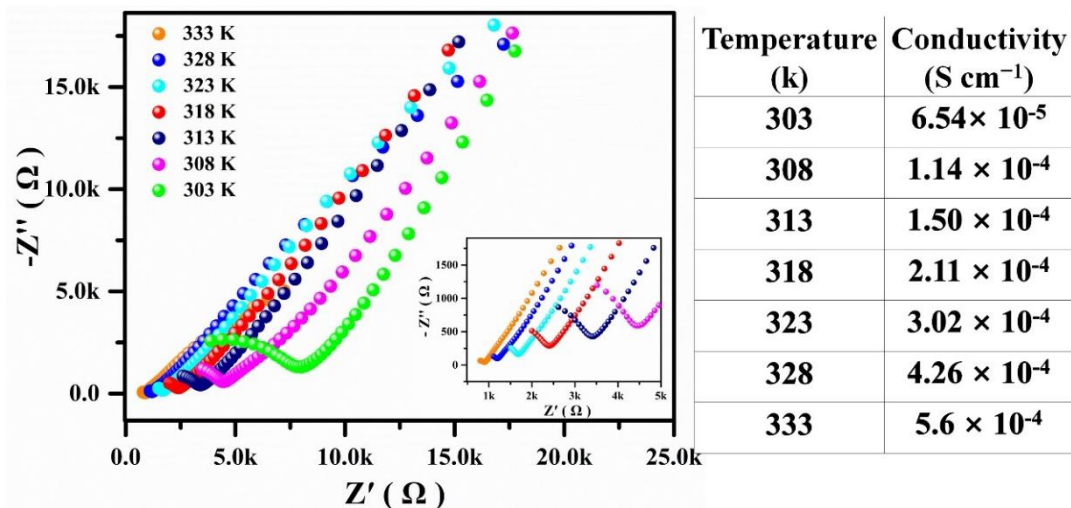 333 K
328 K
323 K
318 K
313 K
308 K
303 K
-Z'' ( Ω )
15.0k
10.0k
5.0k
0.0
0.0
5.0k
10.0k
15.0k
20.0k
25.0k
Z' ( Ω )
- Z'' ( Ω )
1500
1250
1000
750
500
250
0
1k
2k
3k
4k
5k
Z' ( Ω )
Temperature (k) Conductivity (S cm⁻¹)
303 6.54× 10⁻⁵
308 1.14 × 10⁻⁴
313 1.50 × 10⁻⁴
318 2.11 × 10⁻⁴
323 3.02 × 10⁻⁴
328 4.26 × 10⁻⁴
333 5.6 × 10⁻⁴